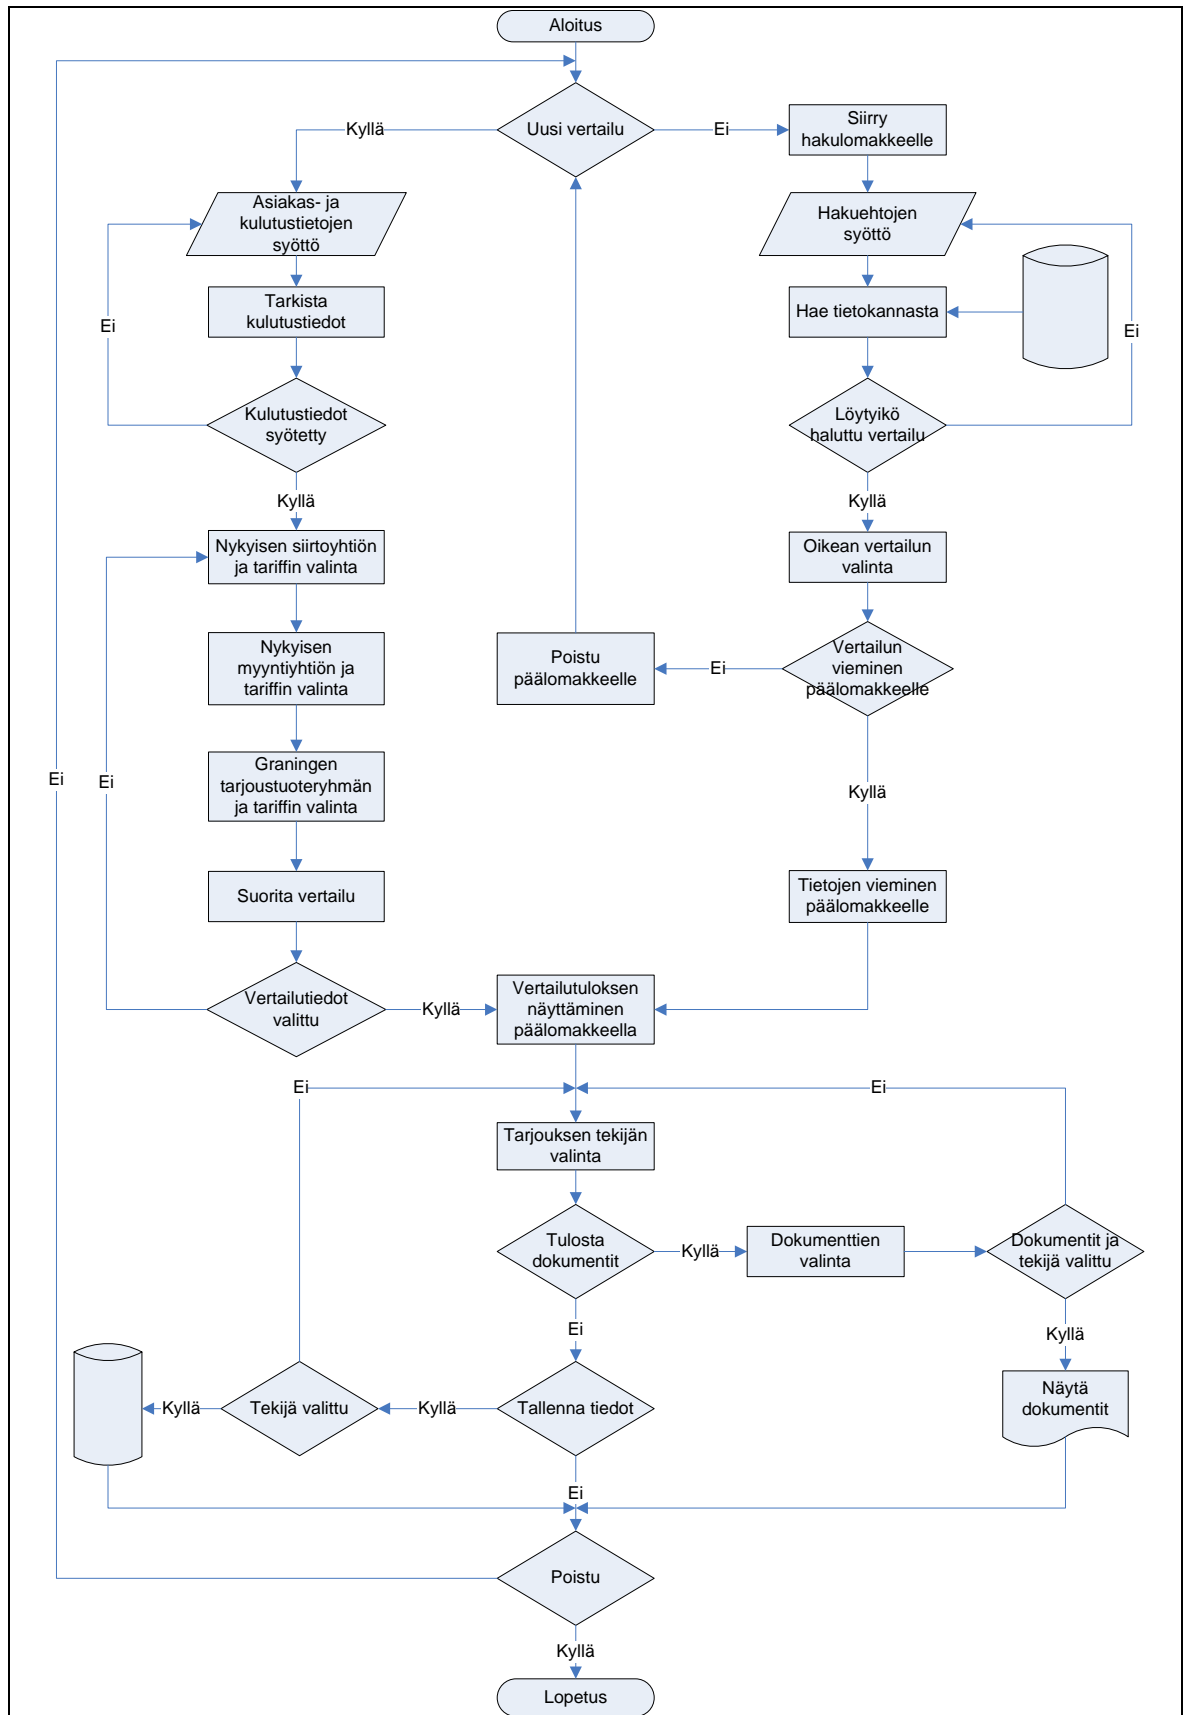 Aloitus
Uusi vertailu
Kyllä
Ei
Siirry
hakulomakkeelle
Asiakas- ja
kulutustietojen
syöttö
Hakuehtojen
syöttö
Tarkista
kulutustiedot
Hae tietokannasta
Ei
Ei
Kulutustiedot
syötetty
Löytyikö
haluttu vertailu
Kyllä
Kyllä
Nykyisen siirtoyhtiön
ja tariffin valinta
Oikean vertailun
valinta
Nykyisen
myyntiyhtiön ja
tariffin valinta
Poistu
päälomakkeelle
Ei
Vertailun
vieminen
päälomakkeelle
Graningen
tarjoustuoteryhmän
ja tariffin valinta
Ei
Ei
Kyllä
Suorita vertailu
Tietojen vieminen
päälomakkeelle
Vertailutiedot
valittu
Kyllä
Vertailutuloksen
näyttäminen
päälomakkeella
Ei
Ei
Tarjouksen tekijän
valinta
Tulosta
dokumentit
Kyllä
Dokumenttien
valinta
Dokumentit ja
tekijä valittu
Ei
Kyllä
Kyllä
Tekijä valittu
Kyllä
Tallenna tiedot
Näytä
dokumentit
Ei
Poistu
Kyllä
Lopetus